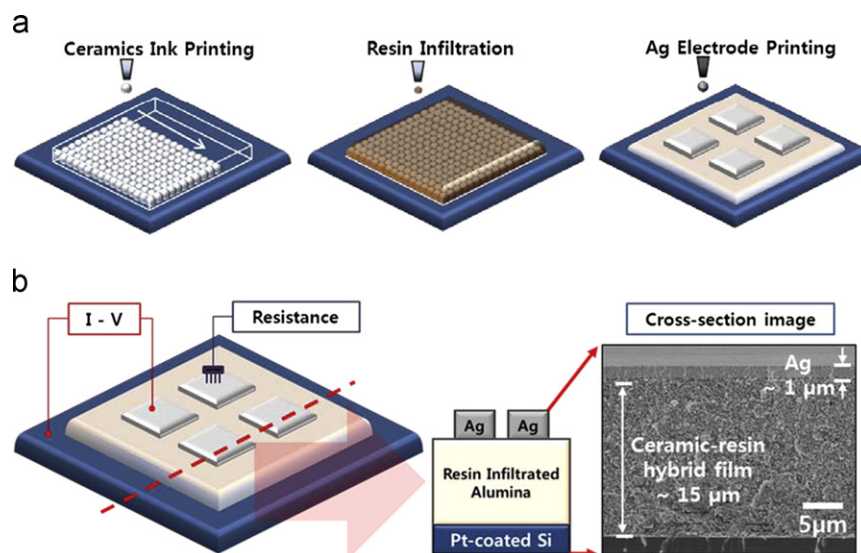 a
Ceramics Ink Printing
Resin Infiltration
Ag Electrode Printing
b
I - V
Resistance
Cross-section image
Ag
~ 1 μm
Ceramic-resin
hybrid film
~ 15 μm
5μm
Ag
Ag
Resin Infiltrated
Alumina
Pt-coated Si